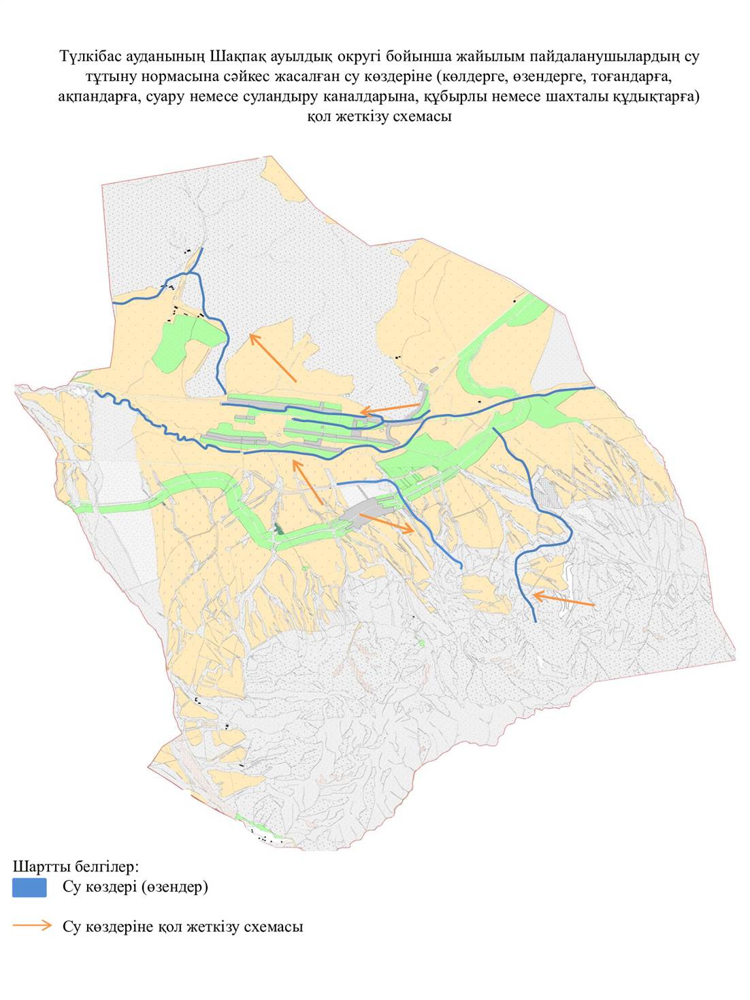 Түлкібас ауданының Шақпақ ауылдық округі бойынша жайылым пайдаланушылардың су
тұтыну нормасына сәйкес жасалған су көздеріне (көлдерге, өзендерге, тоғандарға,
ақпандарға, суару немесе суландыру каналдарына, құбырлы немесе шахталы құдықтарға)
қол жеткізу схемасы
Шартты белгілер:
Су көздері (өзендер)
Су көздеріне қол жеткізу схемасы